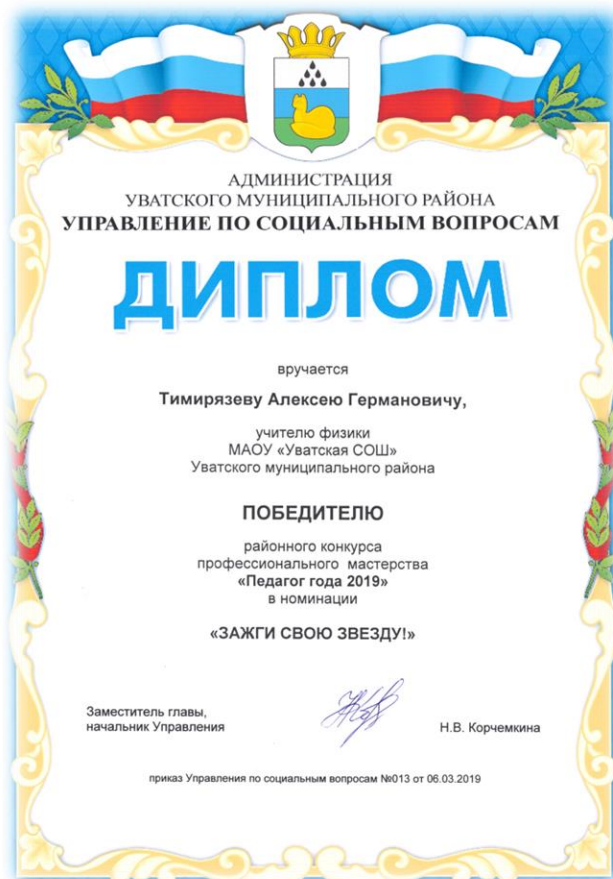 АДМИНИСТРАЦИЯ
УВАТСКОГО МУНИЦИПАЛЬНОГО РАЙОНА
УПРАВЛЕНИЕ ПО СОЦИАЛЬНЫМ ВОПРОСАМ
ДИПЛОМ
вручается
Тимирязеву Алексею Германовичу,
учителю физики
МАОУ «Уватская СОШ»
Уватского муниципального района
ПОБЕДИТЕЛЮ
районного конкурса
профессионального мастерства
«Педагог года 2019»
в номинации
«ЗАЖГИ СВОЮ ЗВЕЗДУ!»
Заместитель главы,
начальник Управления
Н.В. Корчемкина
приказ Управления по социальным вопросам №013 от 06.03.2019